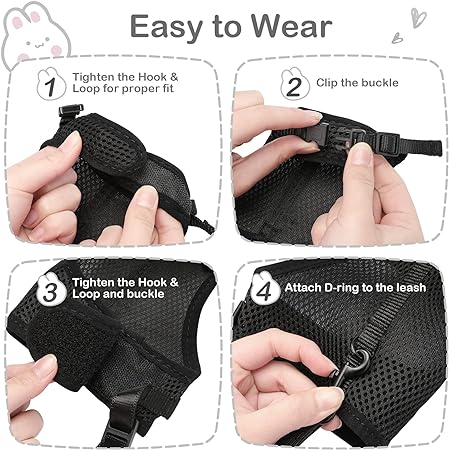 Easy to Wear
1 Tighten the Hook &
Loop for proper fit
2 Clip the buckle
3 Tighten the Hook &
Loop and buckle
4 Attach D-ring to the leash